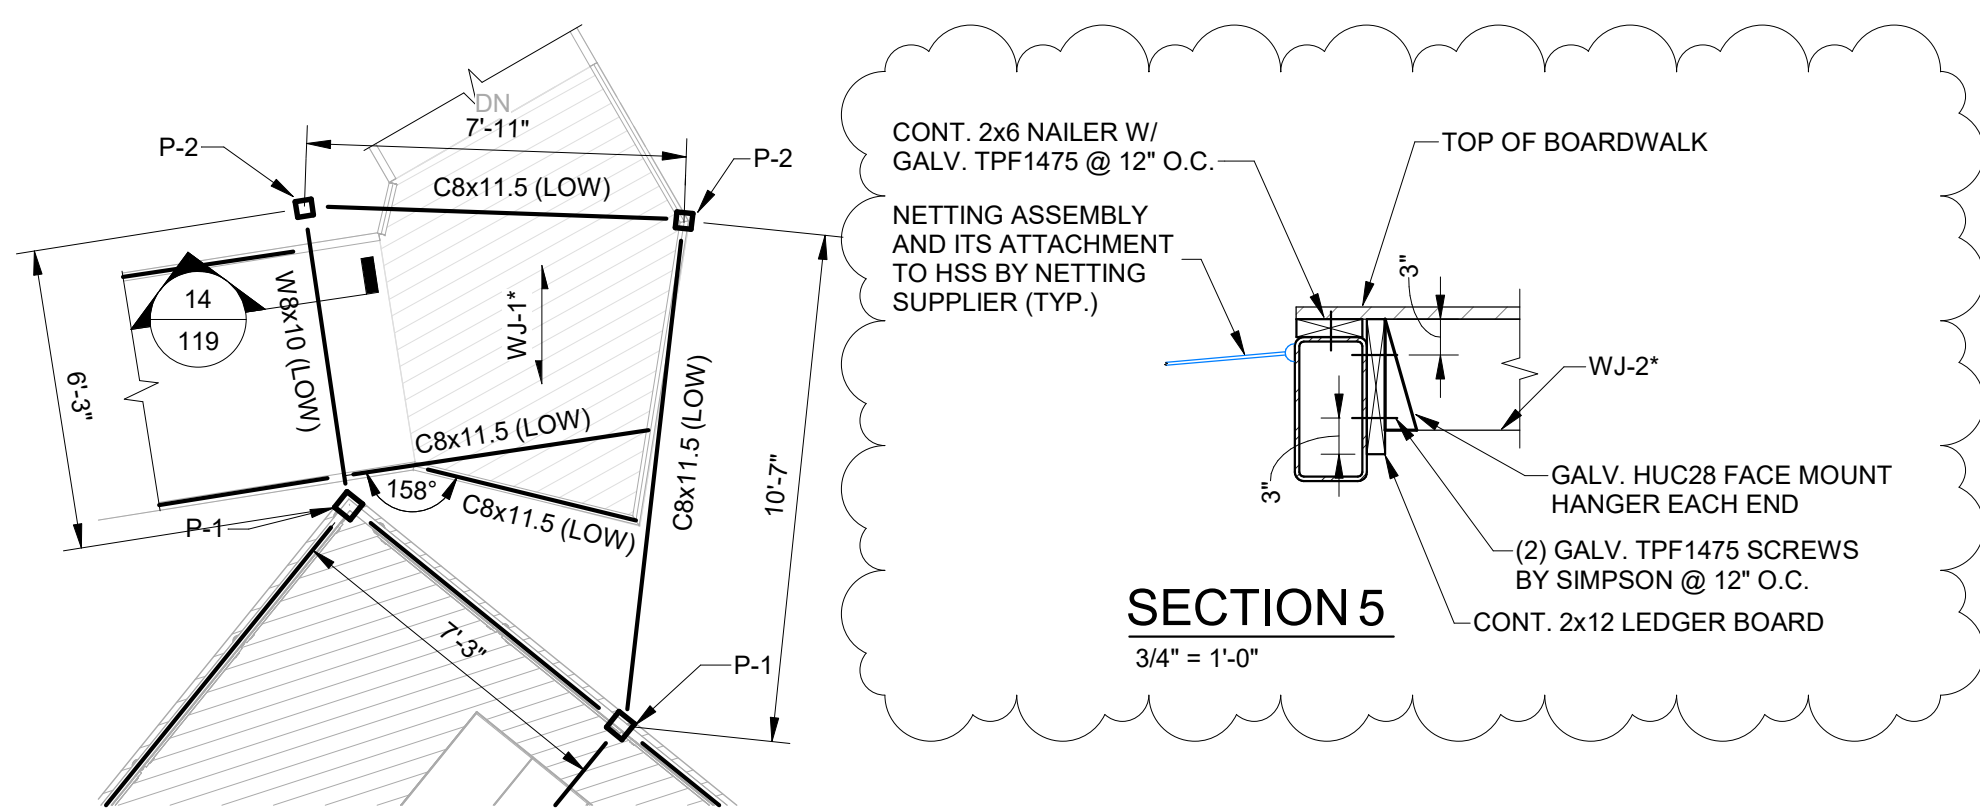 DN
7'-11"
P-2
P-2
C8x11.5 (LOW)
14
119
W8x10 (LOW)
WJ-1*
6'-3"
C8x11.5 (LOW)
C8x11.5 (LOW)
10'-7"
158°
C8x11.5 (LOW)
P-1
7'-3"
P-1
CONT. 2x6 NAILER W/
GALV. TPF1475 @ 12" O.C.
TOP OF BOARDWALK
NETTING ASSEMBLY
AND ITS ATTACHMENT
TO HSS BY NETTING
SUPPLIER (TYP.)
3"
WJ-2*
3"
GALV. HUC28 FACE MOUNT
HANGER EACH END
(2) GALV. TPF1475 SCREWS
BY SIMPSON @ 12" O.C.
CONT. 2x12 LEDGER BOARD
SECTION 5
3/4" = 1'-0"